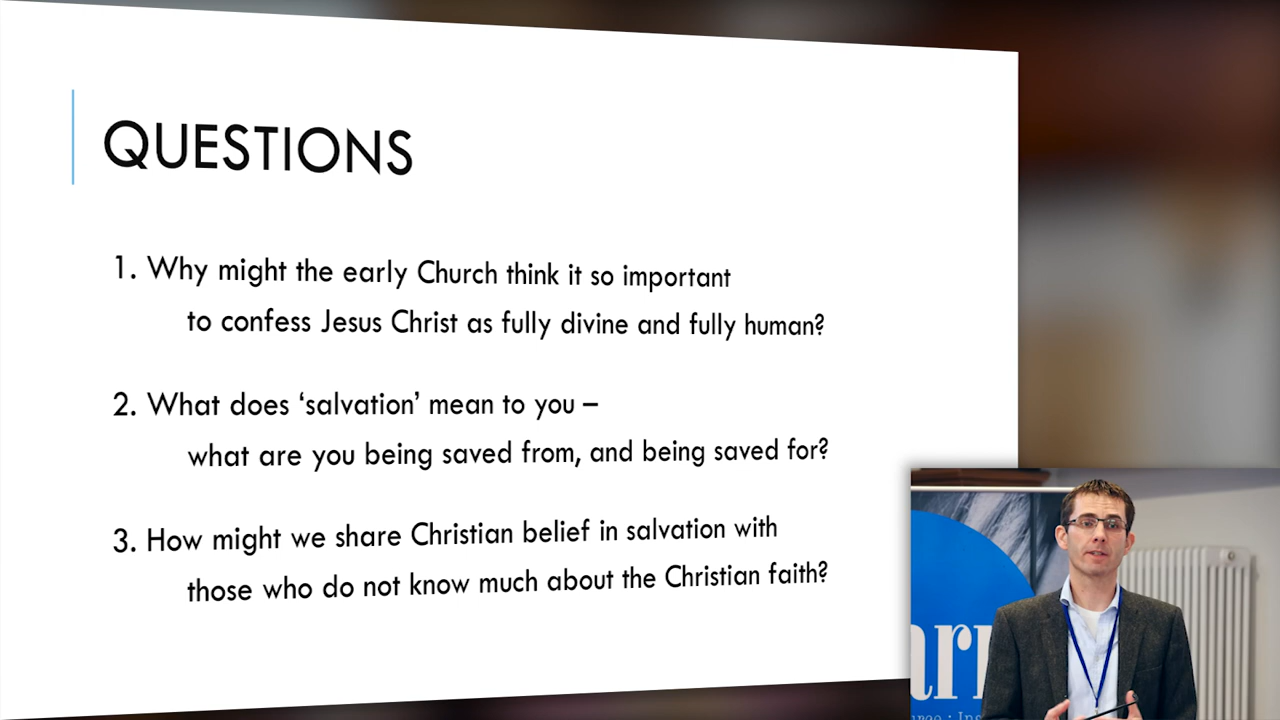 QUESTIONS
1. Why might the early Church think it so important
to confess Jesus Christ as fully divine and fully human?
2. What does ‘salvation’ mean to you –
what are you being saved from, and being saved for?
3. How might we share Christian belief in salvation with
those who do not know much about the Christian faith?